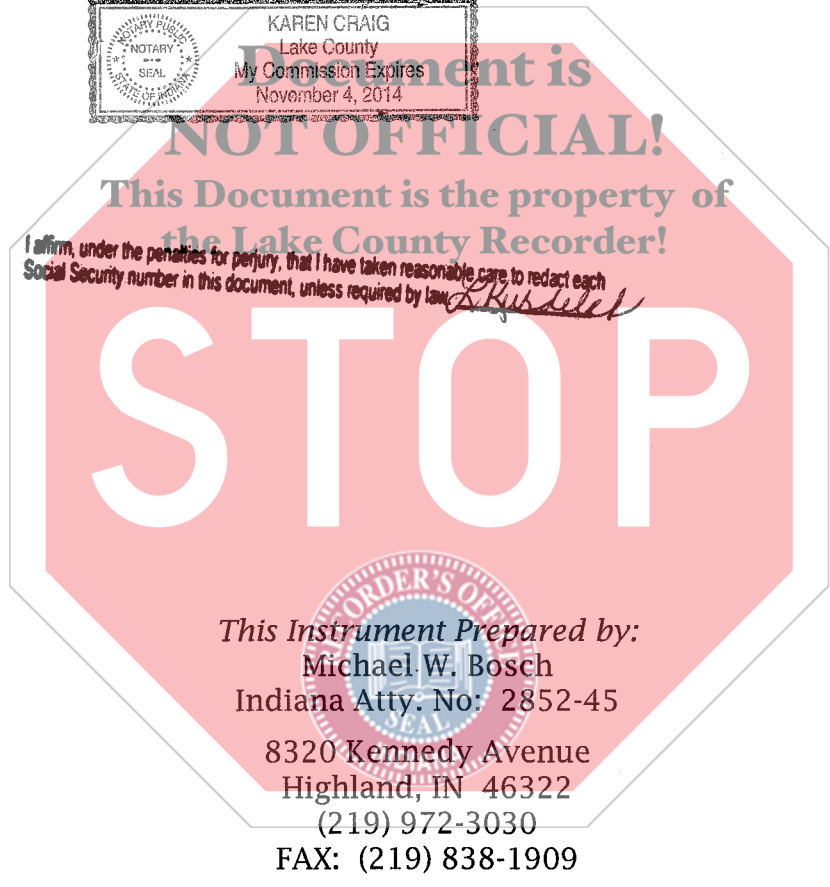 KAREN CRAIG
Lake County
My Commission Expires
November 4, 2014
NOTARY PUBLIC
NOTARY
SEAL
STATE OF INDIANA
Document is
NOT OFFICIAL!
This Document is the property of
the Lake County Recorder!
I affirm, under the penalties for perjury, that I have taken reasonable care to redact each
Social Security number in this document, unless required by law
STOP
This Instrument Prepared by:
Michael W. Bosch
Indiana Atty. No: 2852-45
8320 Kennedy Avenue
Highland, IN 46322
(219) 972-3030
FAX: (219) 838-1909
RECORDER'S OFFICE
SEAL
INDIANA